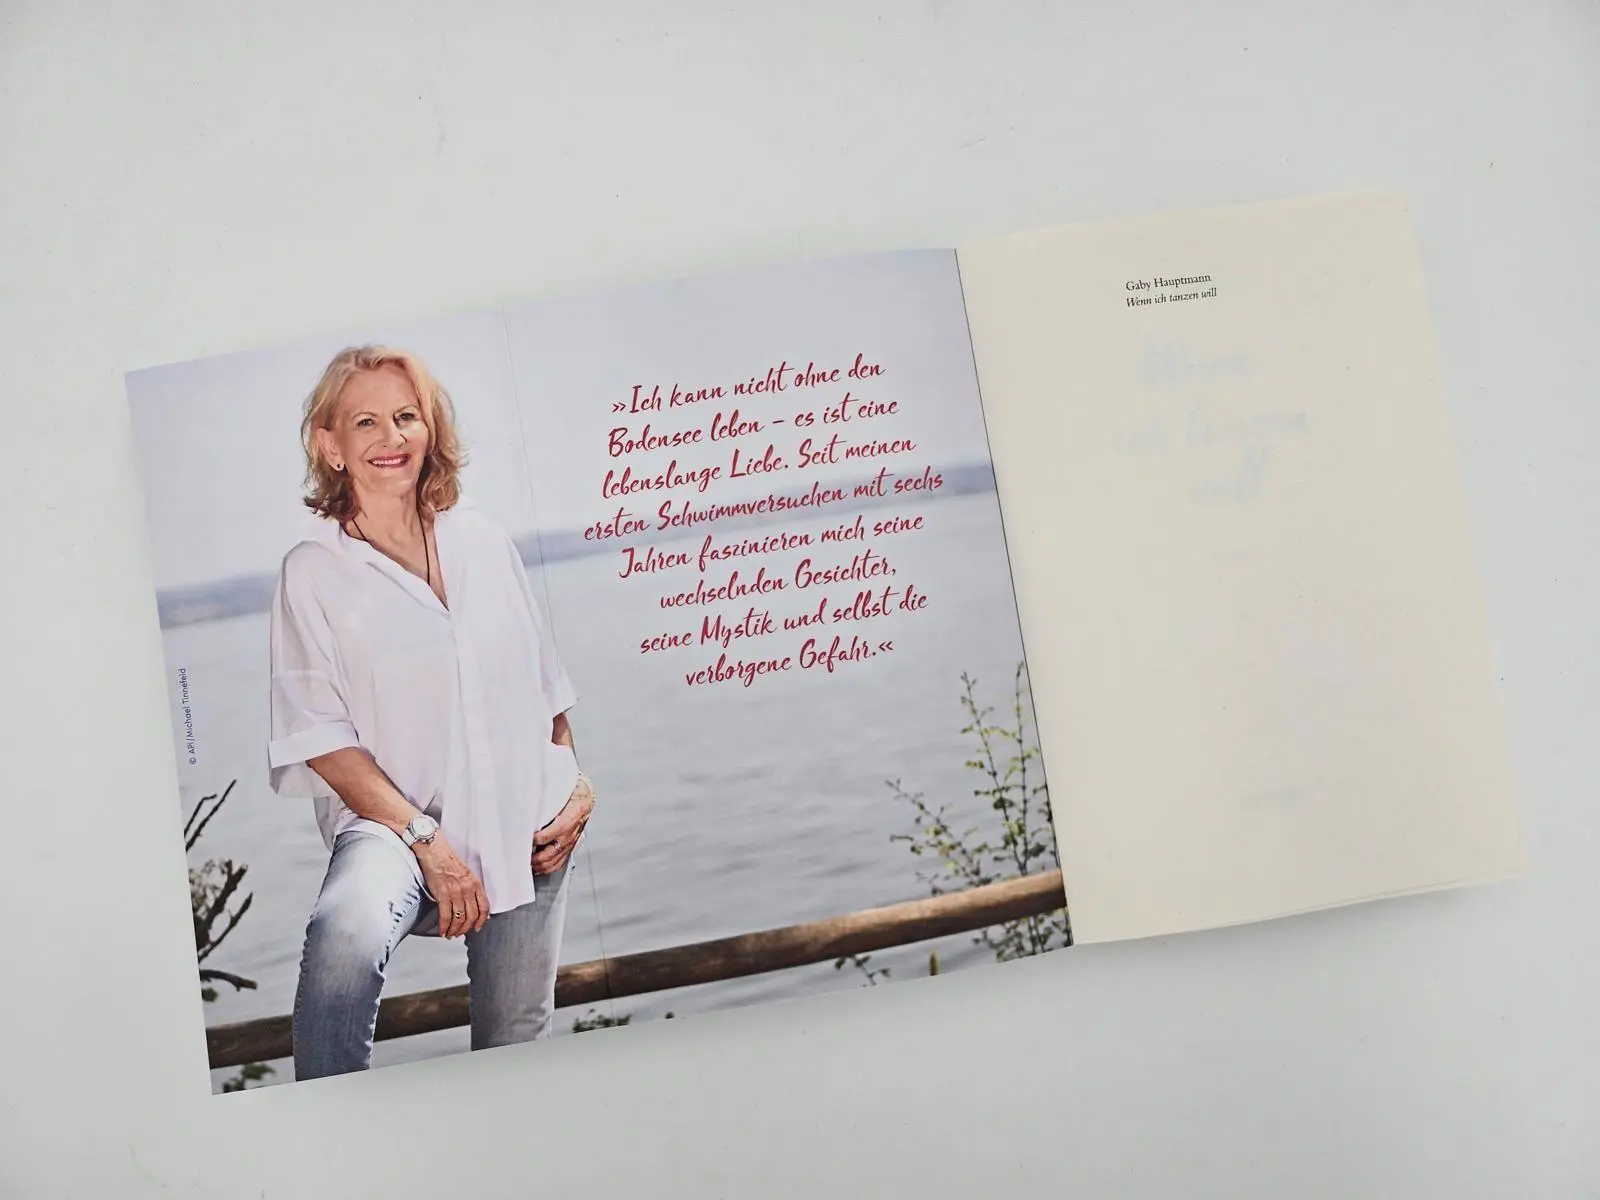 © API/Michael Tinnefeld
»Ich kann nicht ohne den
Bodensee leben – es ist eine
lebenslange Liebe. Seit meinen
ersten Schwimmversuchen mit sechs
Jahren faszinieren mich seine
wechselnden Gesichter,
seine Mystik und selbst die
verborgene Gefahr.«
Gaby Hauptmann
Wenn ich tanzen will